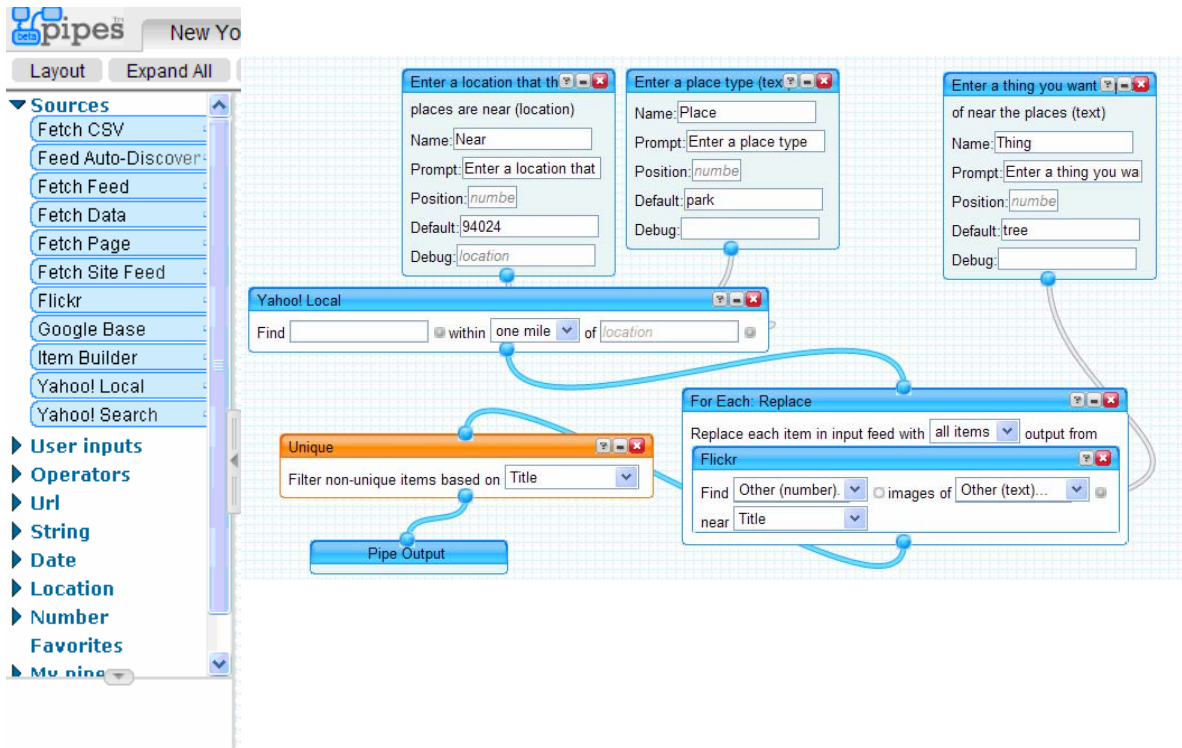 beta pipes TM
New Yo
Layout Expand All
Sources
Fetch CSV
Feed Auto-Discover
Fetch Feed
Fetch Data
Fetch Page
Fetch Site Feed
Flickr
Google Base
Item Builder
Yahoo! Local
Yahoo! Search
User inputs
Operators
Url
String
Date
Location
Number
Favorites
My pipe
Enter a location that th
places are near (location)
Name: Near
Prompt: Enter a location that
Position: numbe
Default: 94024
Debug: location
Enter a place type (tex
Name: Place
Prompt: Enter a place type
Position: numbe
Default: park
Debug:
Enter a thing you want
of near the places (text)
Name: Thing
Prompt: Enter a thing you wa
Position: numbe
Default: tree
Debug:
Yahoo! Local
Find within one mile of location
For Each: Replace
Replace each item in input feed with all items output from
Flickr
Find Other (number). images of Other (text)...
near Title
Unique
Filter non-unique items based on Title
Pipe Output